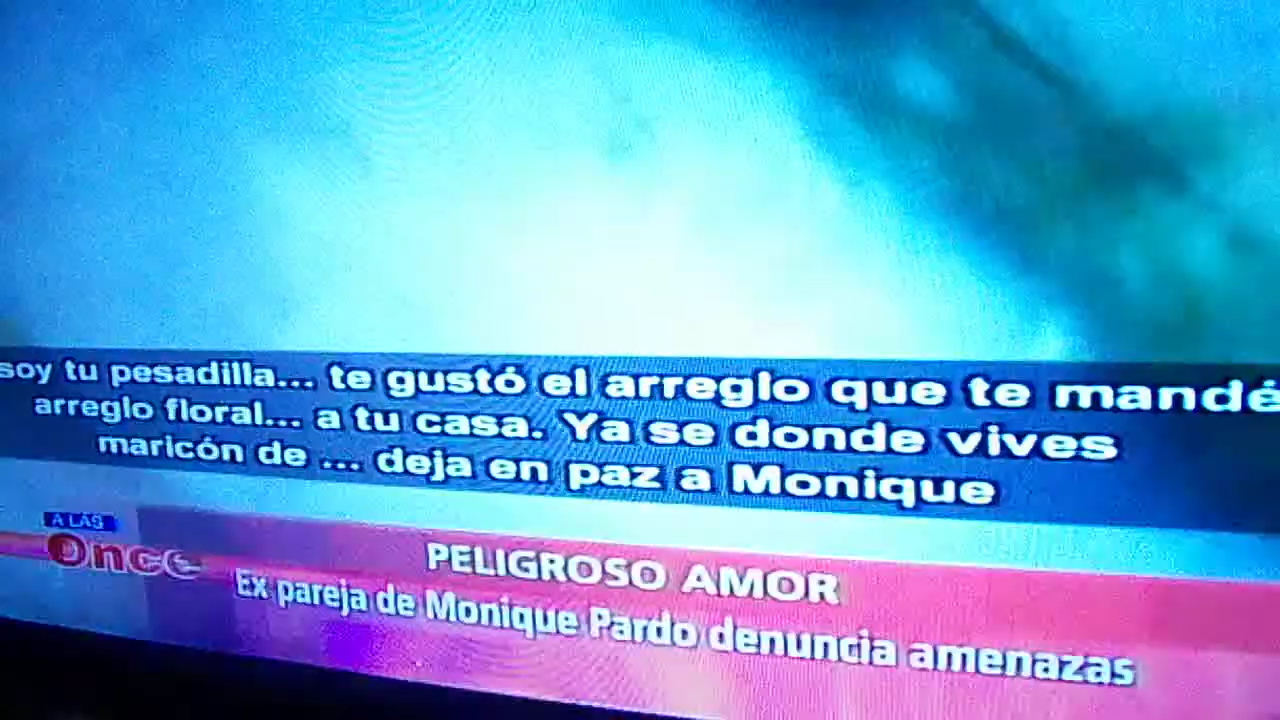 soy tu pesadilla... te gustó el arreglo que te mandé
arreglo floral... a tu casa. Ya se donde vives
maricón de ... deja en paz a Monique
A LAS
Once
PELIGROSO AMOR
Ex pareja de Monique Pardo denuncia amenazas